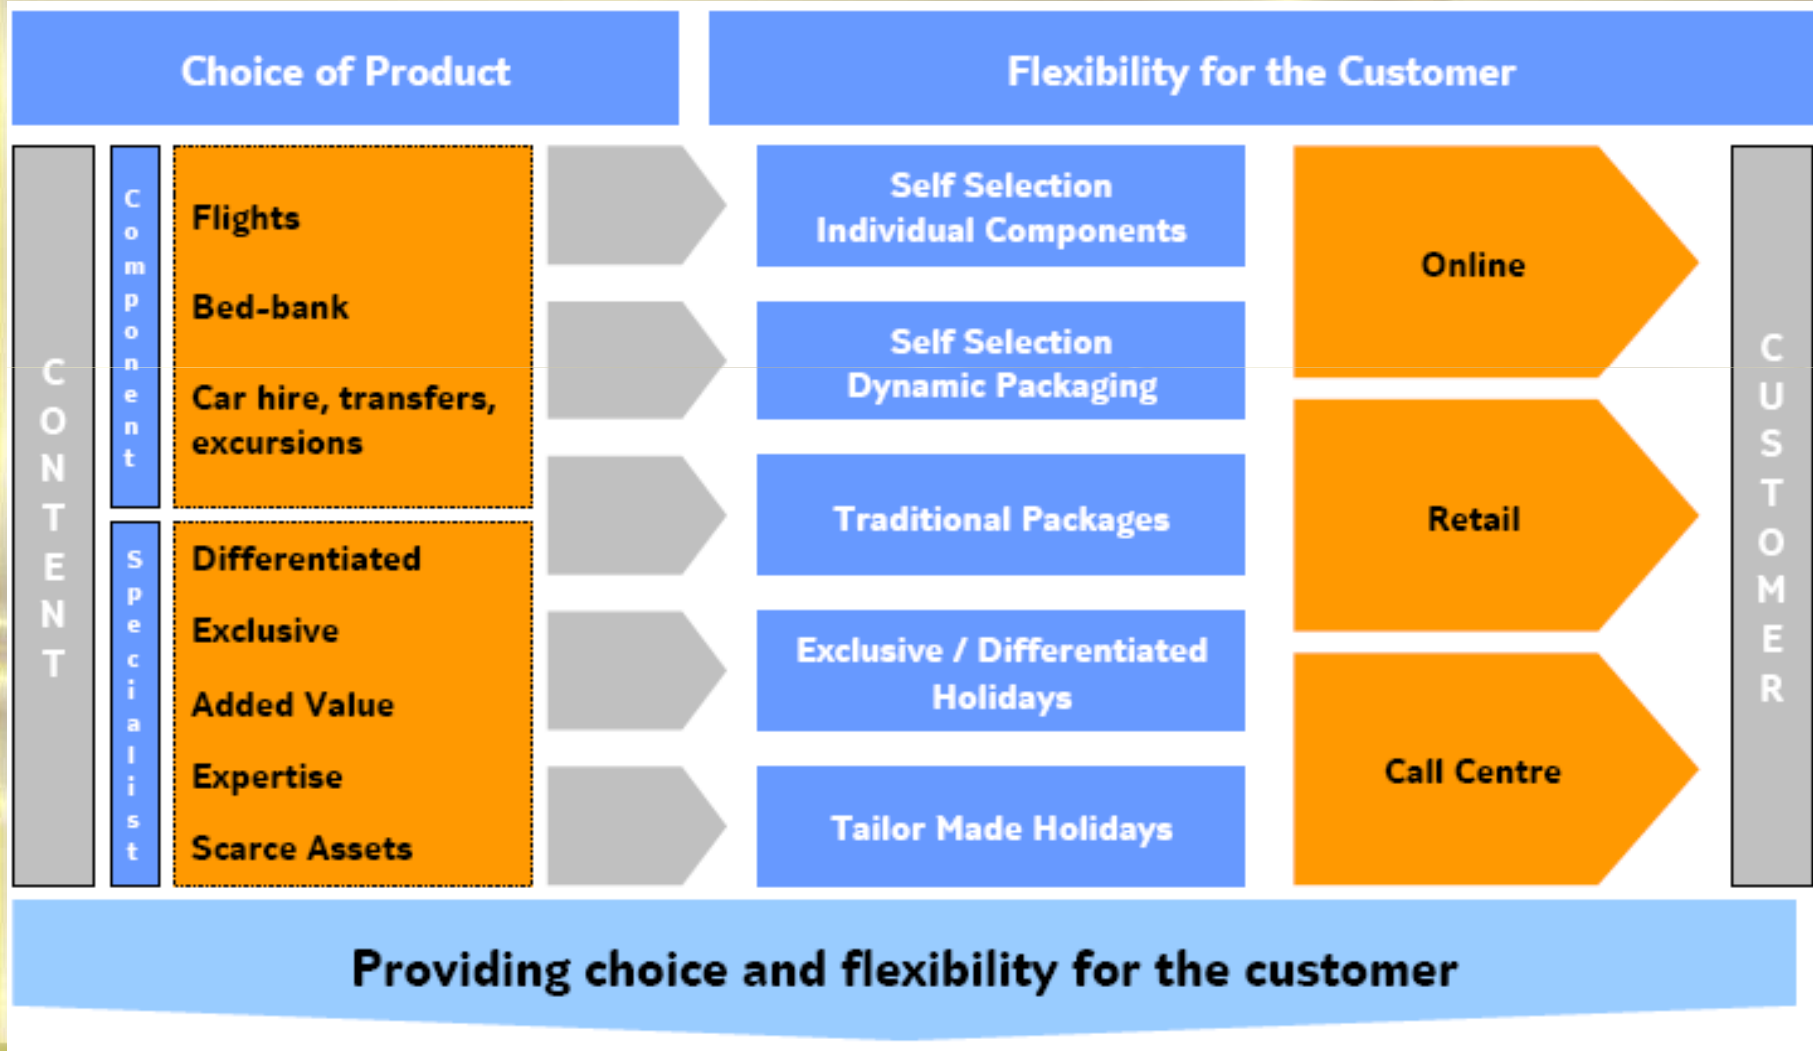 Choice of Product
Flexibility for the Customer
CONTENT
Component
Flights
Bed-bank
Car hire, transfers,
excursions
Specialist
Differentiated
Exclusive
Added Value
Expertise
Scarce Assets
Self Selection
Individual Components
Self Selection
Dynamic Packaging
Traditional Packages
Exclusive / Differentiated
Holidays
Tailor Made Holidays
Online
Retail
Call Centre
CUSTOMER
Providing choice and flexibility for the customer